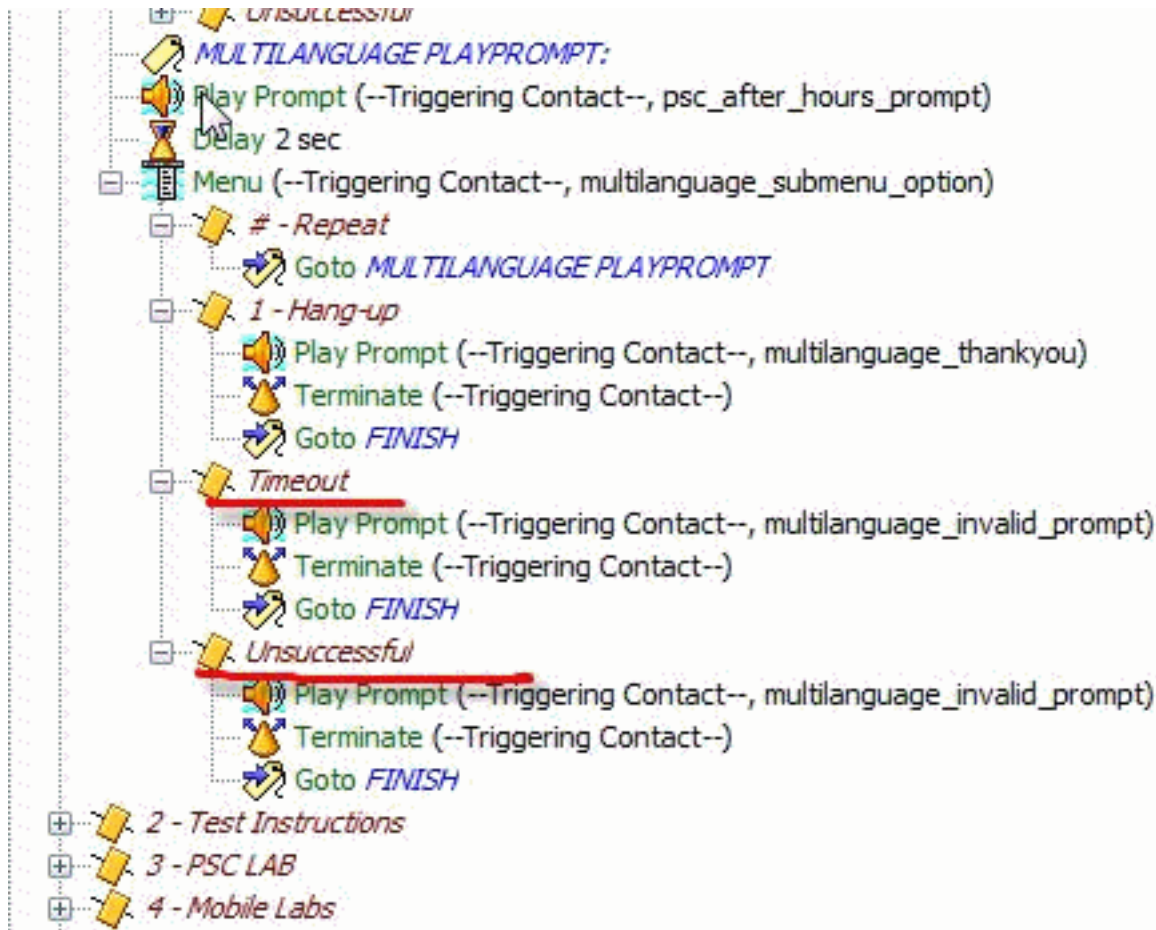 Unsuccessful
MULTILANGUAGE PLAYPROMPT:
Play Prompt (--Triggering Contact--, psc_after_hours_prompt)
Delay 2 sec
Menu (--Triggering Contact--, multilanguage_submenu_option)
# - Repeat
Goto MULTILANGUAGE PLAYPROMPT
1 - Hang-up
Play Prompt (--Triggering Contact--, multilanguage_thankyou)
Terminate (--Triggering Contact--)
Goto FINISH
Timeout
Play Prompt (--Triggering Contact--, multilanguage_invalid_prompt)
Terminate (--Triggering Contact--)
Goto FINISH
Unsuccessful
Play Prompt (--Triggering Contact--, multilanguage_invalid_prompt)
Terminate (--Triggering Contact--)
Goto FINISH
2 - Test Instructions
3 - PSC LAB
4 - Mobile Labs